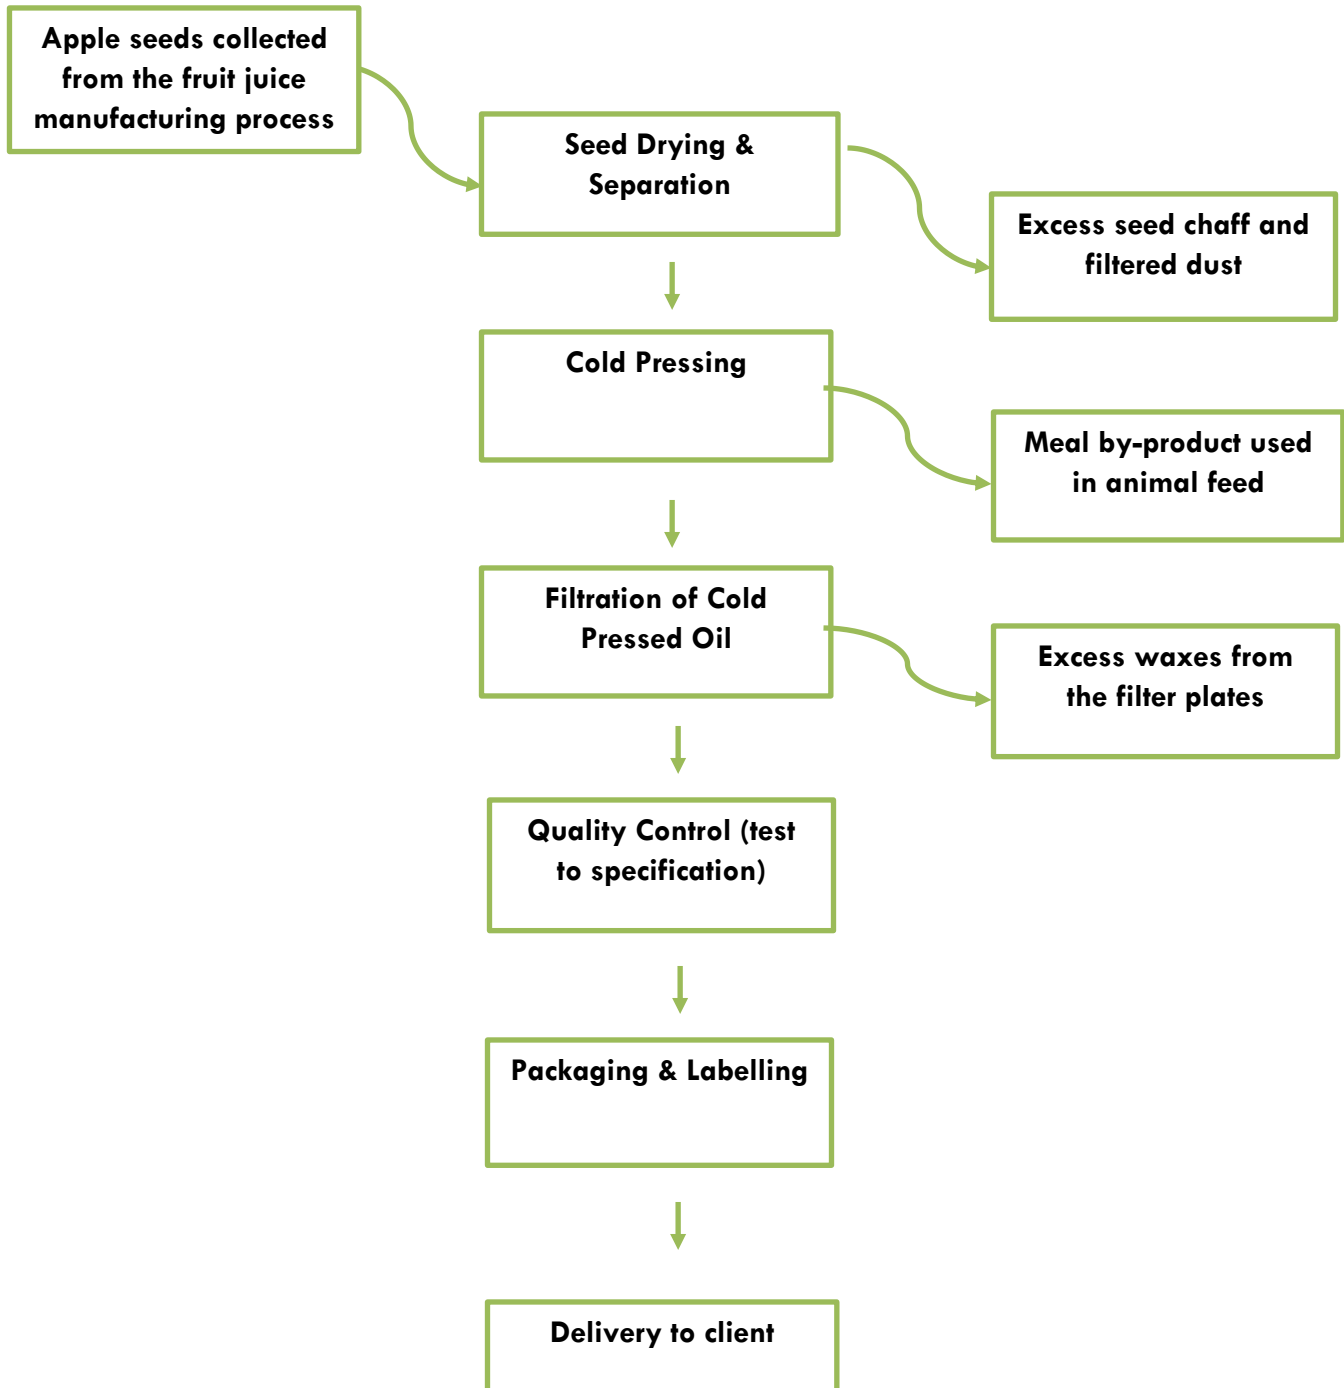 Apple seeds collected
from the fruit juice
manufacturing process
Seed Drying &
Separation
Excess seed chaff and
filtered dust
Cold Pressing
Meal by-product used
in animal feed
Filtration of Cold
Pressed Oil
Excess waxes from
the filter plates
Quality Control (test
to specification)
Packaging & Labelling
Delivery to client